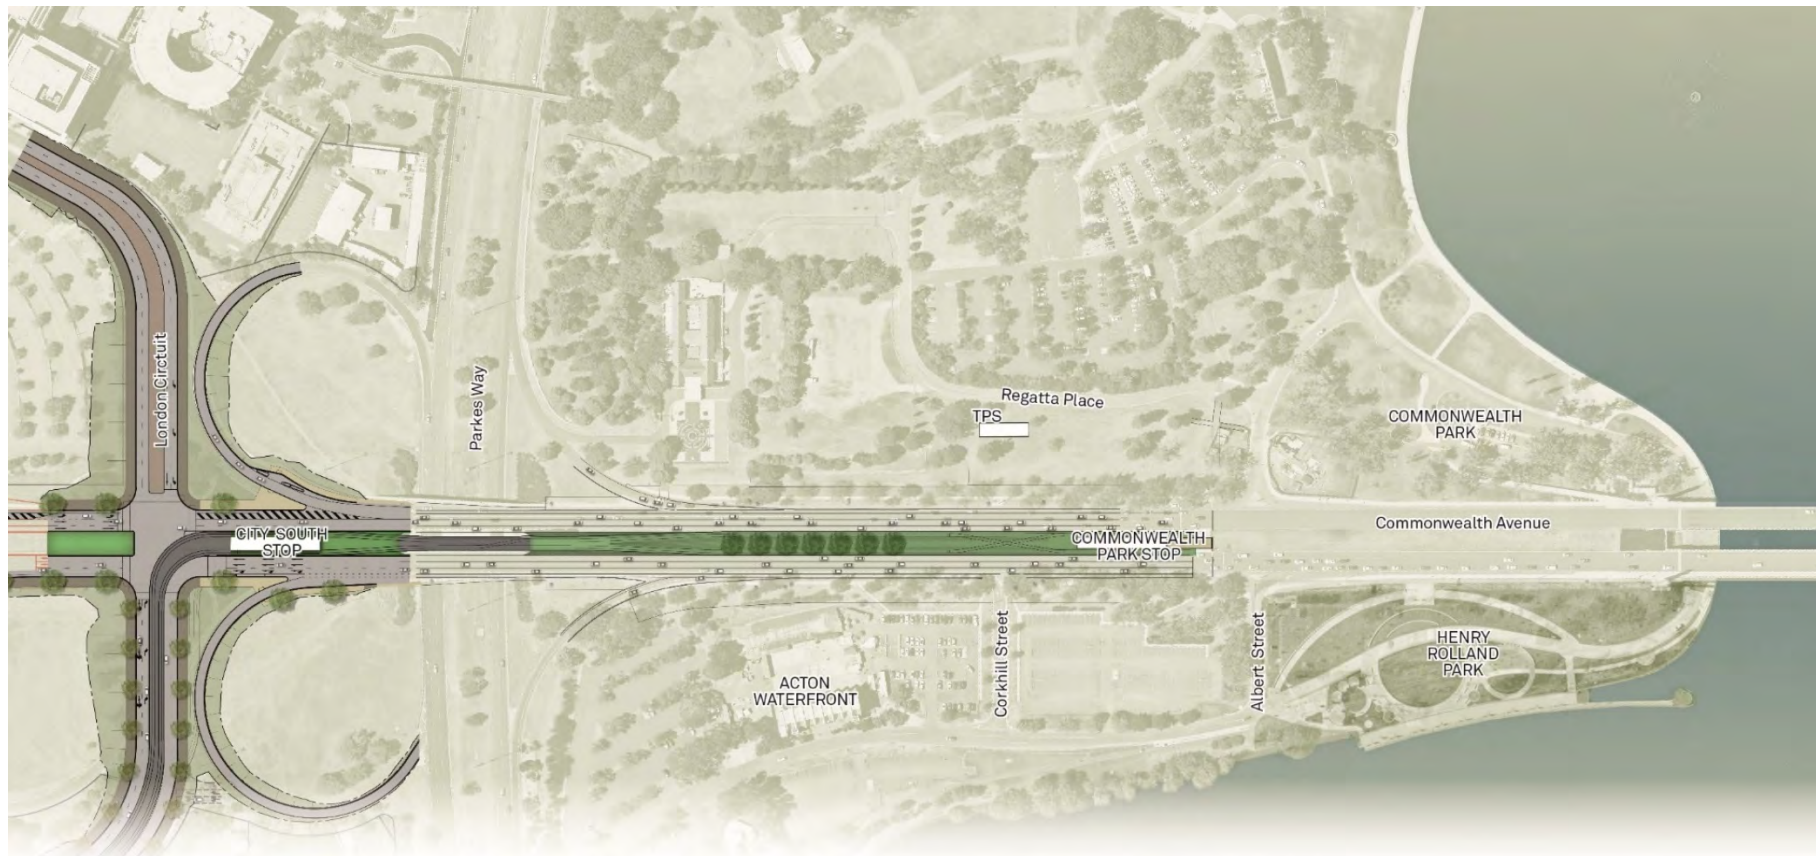 London Circtuit
Parkes Way
Regatta Place
TPS
COMMONWEALTH
PARK
CITY SOUTH
STOP
COMMONWEALTH
PARK STOP
Commonwealth Avenue
Corkhill Street
Albert Street
HENRY
ROLLAND
PARK
ACTON
WATERFRONT